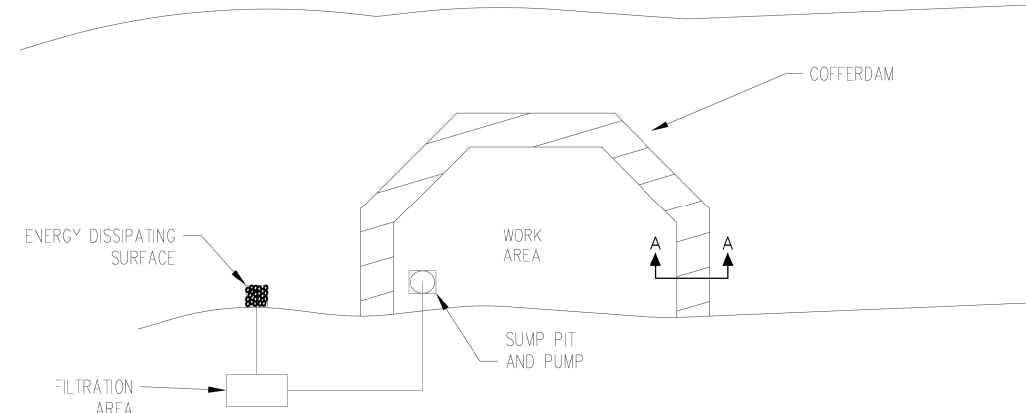 COFFERDAM
ENERGY DISSIPATING
SURFACE
WORK
AREA
A A
SUMP PIT
AND PUMP
FILTRATION
AREA